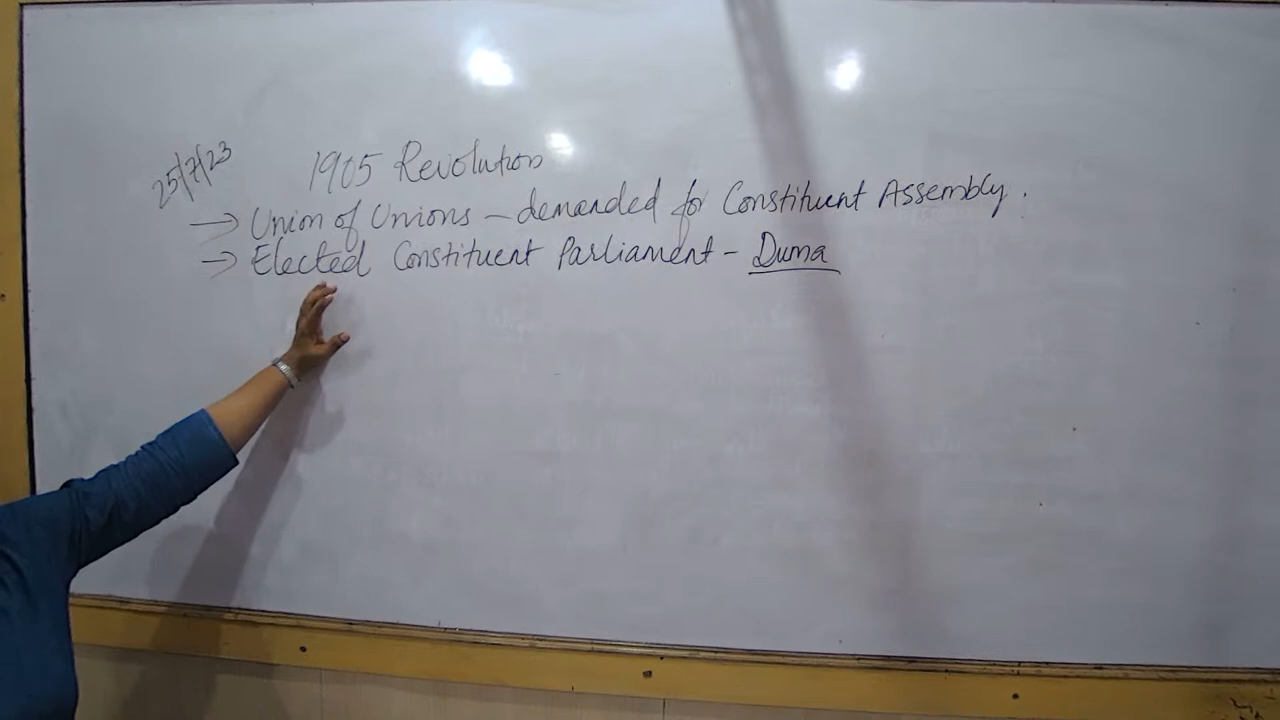 25/7/23
1905 Revolution
→ Union of Unions - demanded for Constituent Assembly.
→ Elected Constituent Parliament - Duma